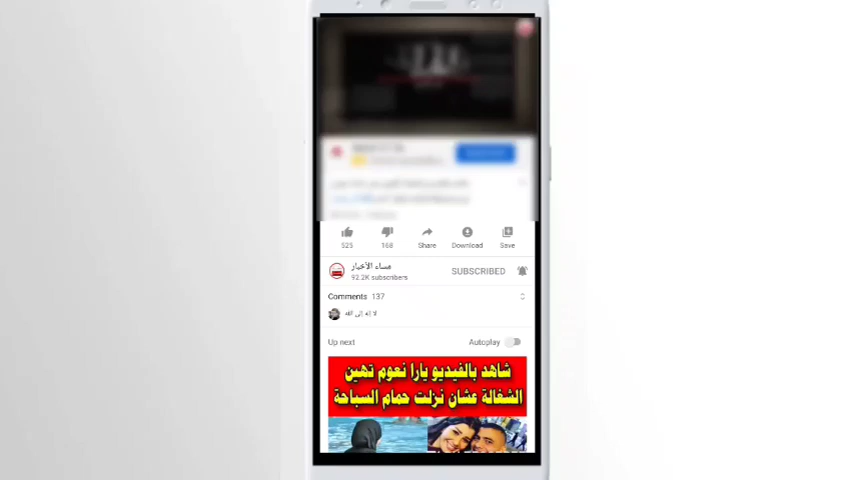 525
168
Share
Download
Save
مساء الأخبار
92.2K subscribers
SUBSCRIBED
Comments 137
لا إله إلى الله
Up next
Autoplay
شاهد بالفيديو يارا نعوم تهين
الشغالة عشان نزلت حمام السباحة